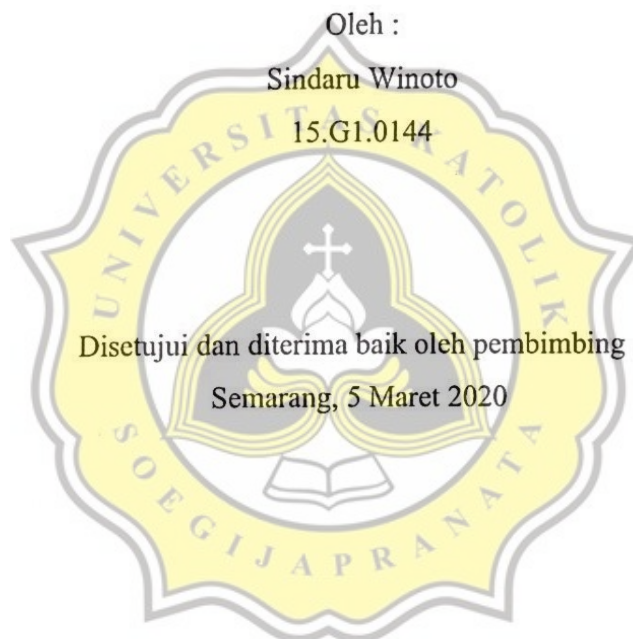 Oleh :
Sindaru Winoto
15.G1.0144
UNIVERSITAS KATOLIK
Disetujui dan diterima baik oleh pembimbing
Semarang, 5 Maret 2020
SOEGIJAPRANATA